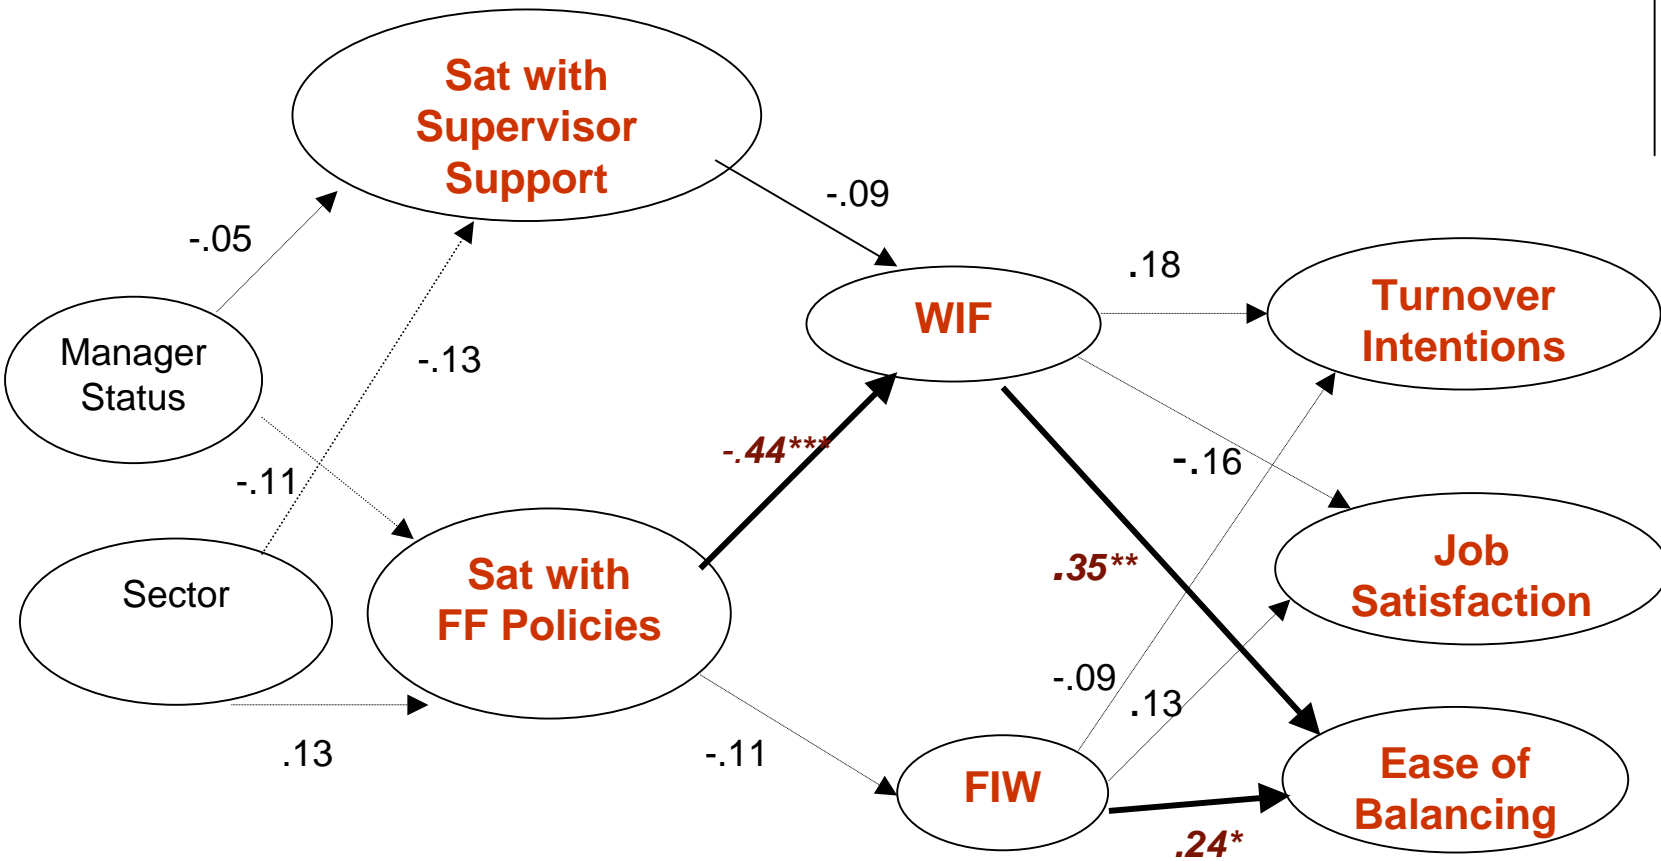 Sat with
Supervisor
Support
-.09
-.05
.18
Turnover
Intentions
WIF
Manager
Status
-.13
-.44***
-.16
-.11
Job
Satisfaction
.35**
Sat with
FF Policies
Sector
-.09
.13
.13
-.11
FIW
Ease of
Balancing
.24*